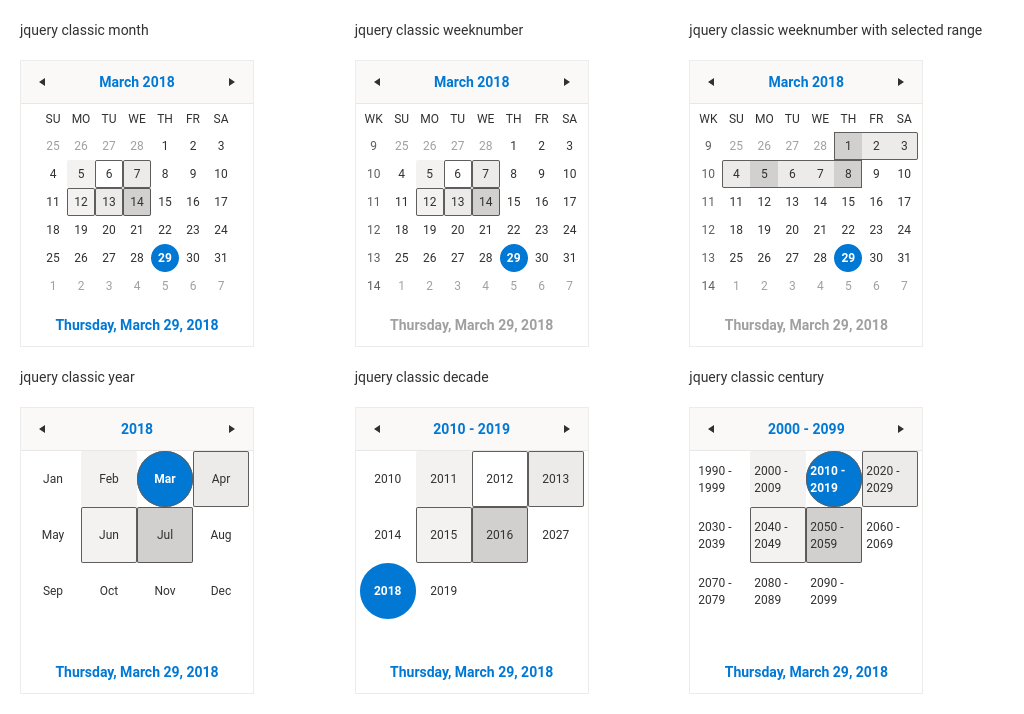 jquery classic month
March 2018
SU MO TU WE TH FR SA
25 26 27 28 1 2 3
4 5 6 7 8 9 10
11 12 13 14 15 16 17
18 19 20 21 22 23 24
25 26 27 28 29 30 31
1 2 3 4 5 6 7
Thursday, March 29, 2018
jquery classic weeknumber
March 2018
WK SU MO TU WE TH FR SA
9 25 26 27 28 1 2 3
10 4 5 6 7 8 9 10
11 11 12 13 14 15 16 17
12 18 19 20 21 22 23 24
13 25 26 27 28 29 30 31
14 1 2 3 4 5 6 7
Thursday, March 29, 2018
jquery classic weeknumber with selected range
March 2018
WK SU MO TU WE TH FR SA
9 25 26 27 28 1 2 3
10 4 5 6 7 8 9 10
11 11 12 13 14 15 16 17
12 18 19 20 21 22 23 24
13 25 26 27 28 29 30 31
14 1 2 3 4 5 6 7
Thursday, March 29, 2018
jquery classic year
2018
Jan Feb Mar Apr
May Jun Jul Aug
Sep Oct Nov Dec
Thursday, March 29, 2018
jquery classic decade
2010 - 2019
2010 2011 2012 2013
2014 2015 2016 2027
2018 2019
Thursday, March 29, 2018
jquery classic century
2000 - 2099
1990 - 2000 - 2010 - 2020 -
1999 2009 2019 2029
2030 - 2040 - 2050 - 2060 -
2039 2049 2059 2069
2070 - 2080 - 2090 -
2079 2089 2099
Thursday, March 29, 2018